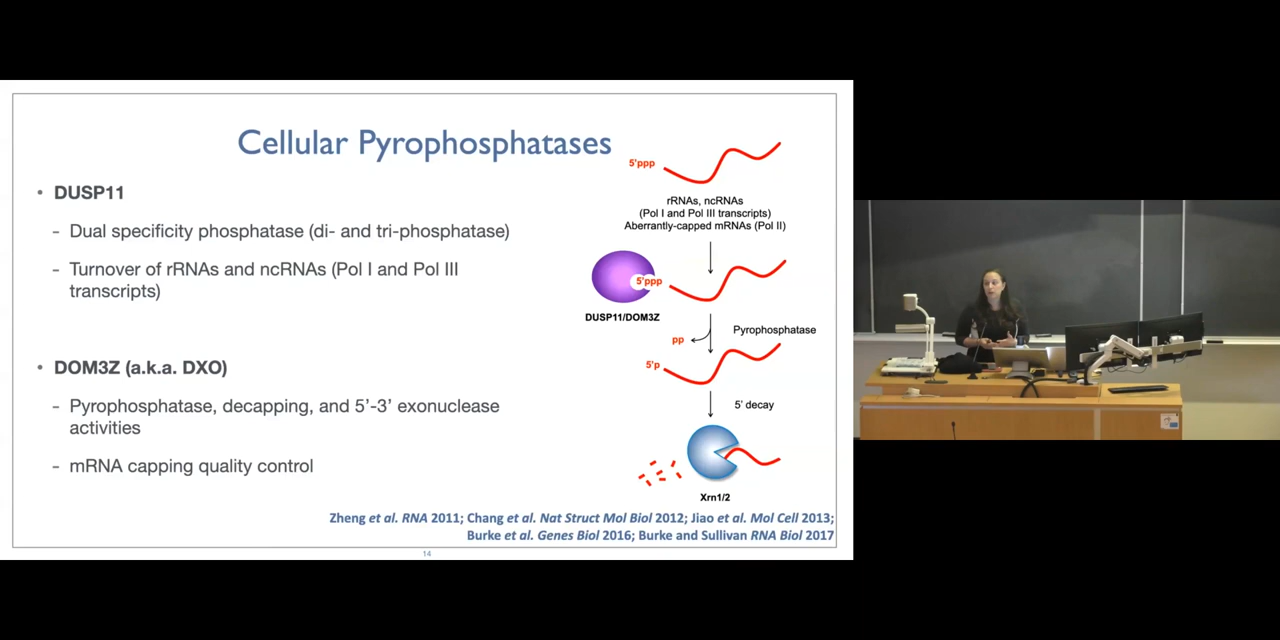 Cellular Pyrophosphatases
• DUSP11
- Dual specificity phosphatase (di- and tri-phosphatase)
- Turnover of rRNAs and ncRNAs (Pol I and Pol III
transcripts)
• DOM3Z (a.k.a. DXO)
- Pyrophosphatase, decapping, and 5’-3’ exonuclease
activities
- mRNA capping quality control
5'ppp
rRNAs, ncRNAs
(Pol I and Pol III transcripts)
Aberrantly-capped mRNAs (Pol II)
5'ppp
DUSP11/DOM3Z
Pyrophosphatase
pp
5'p
5' decay
Xrn1/2
Zheng et al. RNA 2011; Chang et al. Nat Struct Mol Biol 2012; Jiao et al. Mol Cell 2013;
Burke et al. Genes Biol 2016; Burke and Sullivan RNA Biol 2017
14